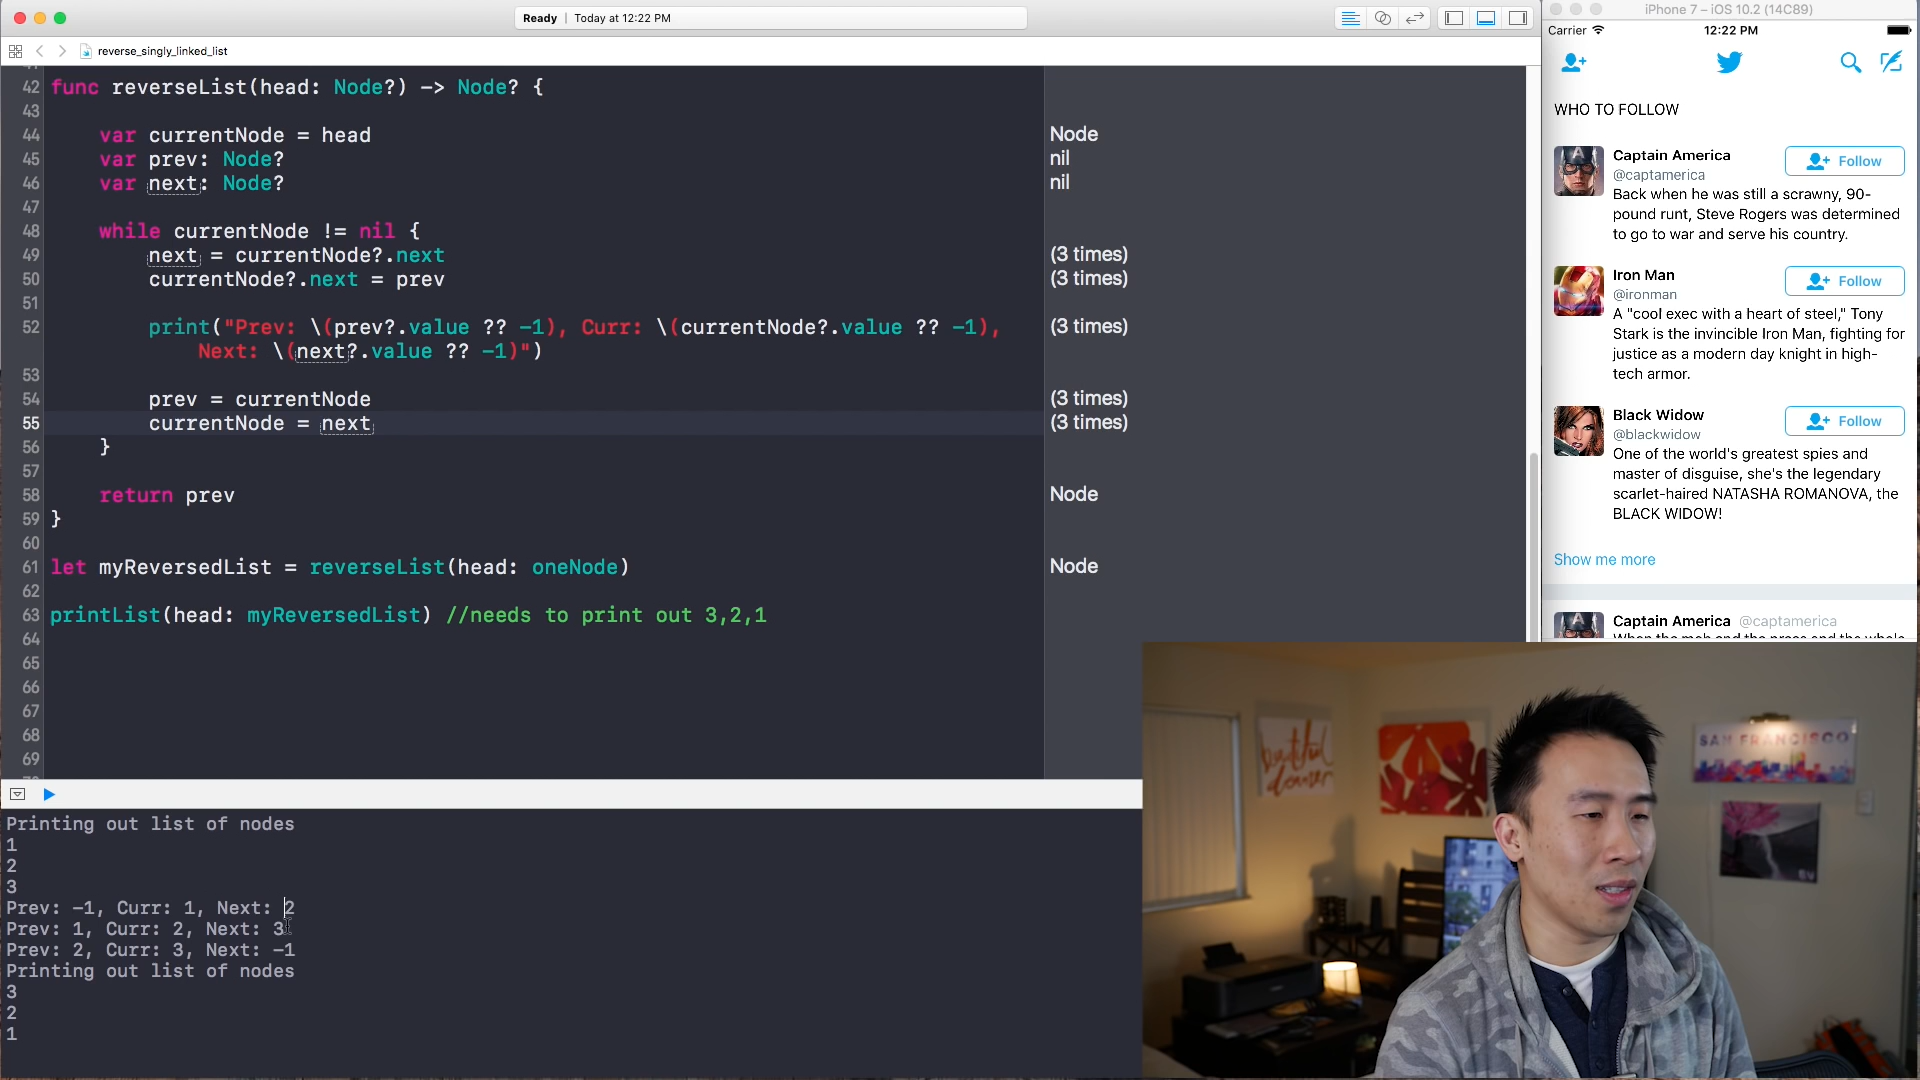 Ready | Today at 12:22 PM
reverse_singly_linked_list
42 func reverseList(head: Node?) -> Node? {
43
44 var currentNode = head
45 var prev: Node?
46 var next: Node?
47
48 while currentNode != nil {
49 next = currentNode?.next
50 currentNode?.next = prev
51
52 print("Prev: \(prev?.value ?? -1), Curr: \(currentNode?.value ?? -1),
Next: \(next?.value ?? -1)")
53
54 prev = currentNode
55 currentNode = next
56 }
57
58 return prev
59 }
60
61 let myReversedList = reverseList(head: oneNode)
62
63 printList(head: myReversedList) //needs to print out 3,2,1
64
65
66
67
68
69
Node
nil
nil
(3 times)
(3 times)
(3 times)
(3 times)
(3 times)
Node
Node
Printing out list of nodes
1
2
3
Prev: -1, Curr: 1, Next: 2
Prev: 1, Curr: 2, Next: 3
Prev: 2, Curr: 3, Next: -1
Printing out list of nodes
3
2
1
iPhone 7 – iOS 10.2 (14C89)
Carrier 12:22 PM
WHO TO FOLLOW
Captain America
@captamerica
Follow
Back when he was still a scrawny, 90-
pound runt, Steve Rogers was determined
to go to war and serve his country.
Iron Man
@ironman
Follow
A "cool exec with a heart of steel," Tony
Stark is the invincible Iron Man, fighting for
justice as a modern day knight in high-
tech armor.
Black Widow
@blackwidow
Follow
One of the world's greatest spies and
master of disguise, she's the legendary
scarlet-haired NATASHA ROMANOVA, the
BLACK WIDOW!
Show me more
Captain America @captamerica
SAN FRANCISCO